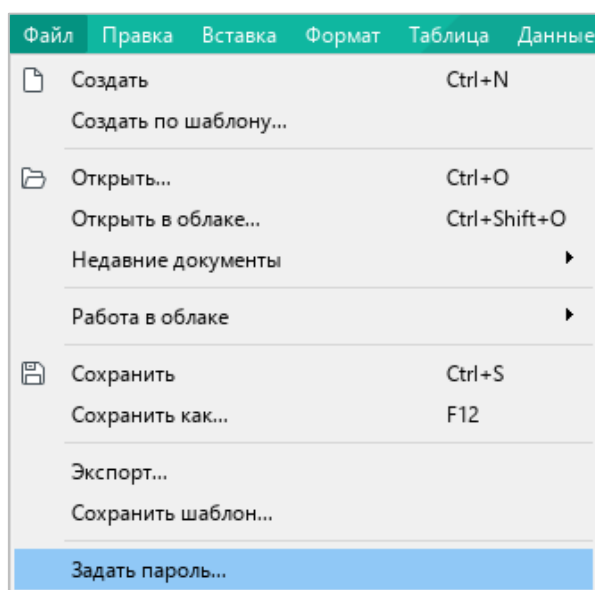 Файл Правка Вставка Формат Таблица Данные
Создать Ctrl+N
Создать по шаблону...
Открыть... Ctrl+O
Открыть в облаке... Ctrl+Shift+O
Недавние документы
Работа в облаке
Сохранить Ctrl+S
Сохранить как... F12
Экспорт...
Сохранить шаблон...
Задать пароль...